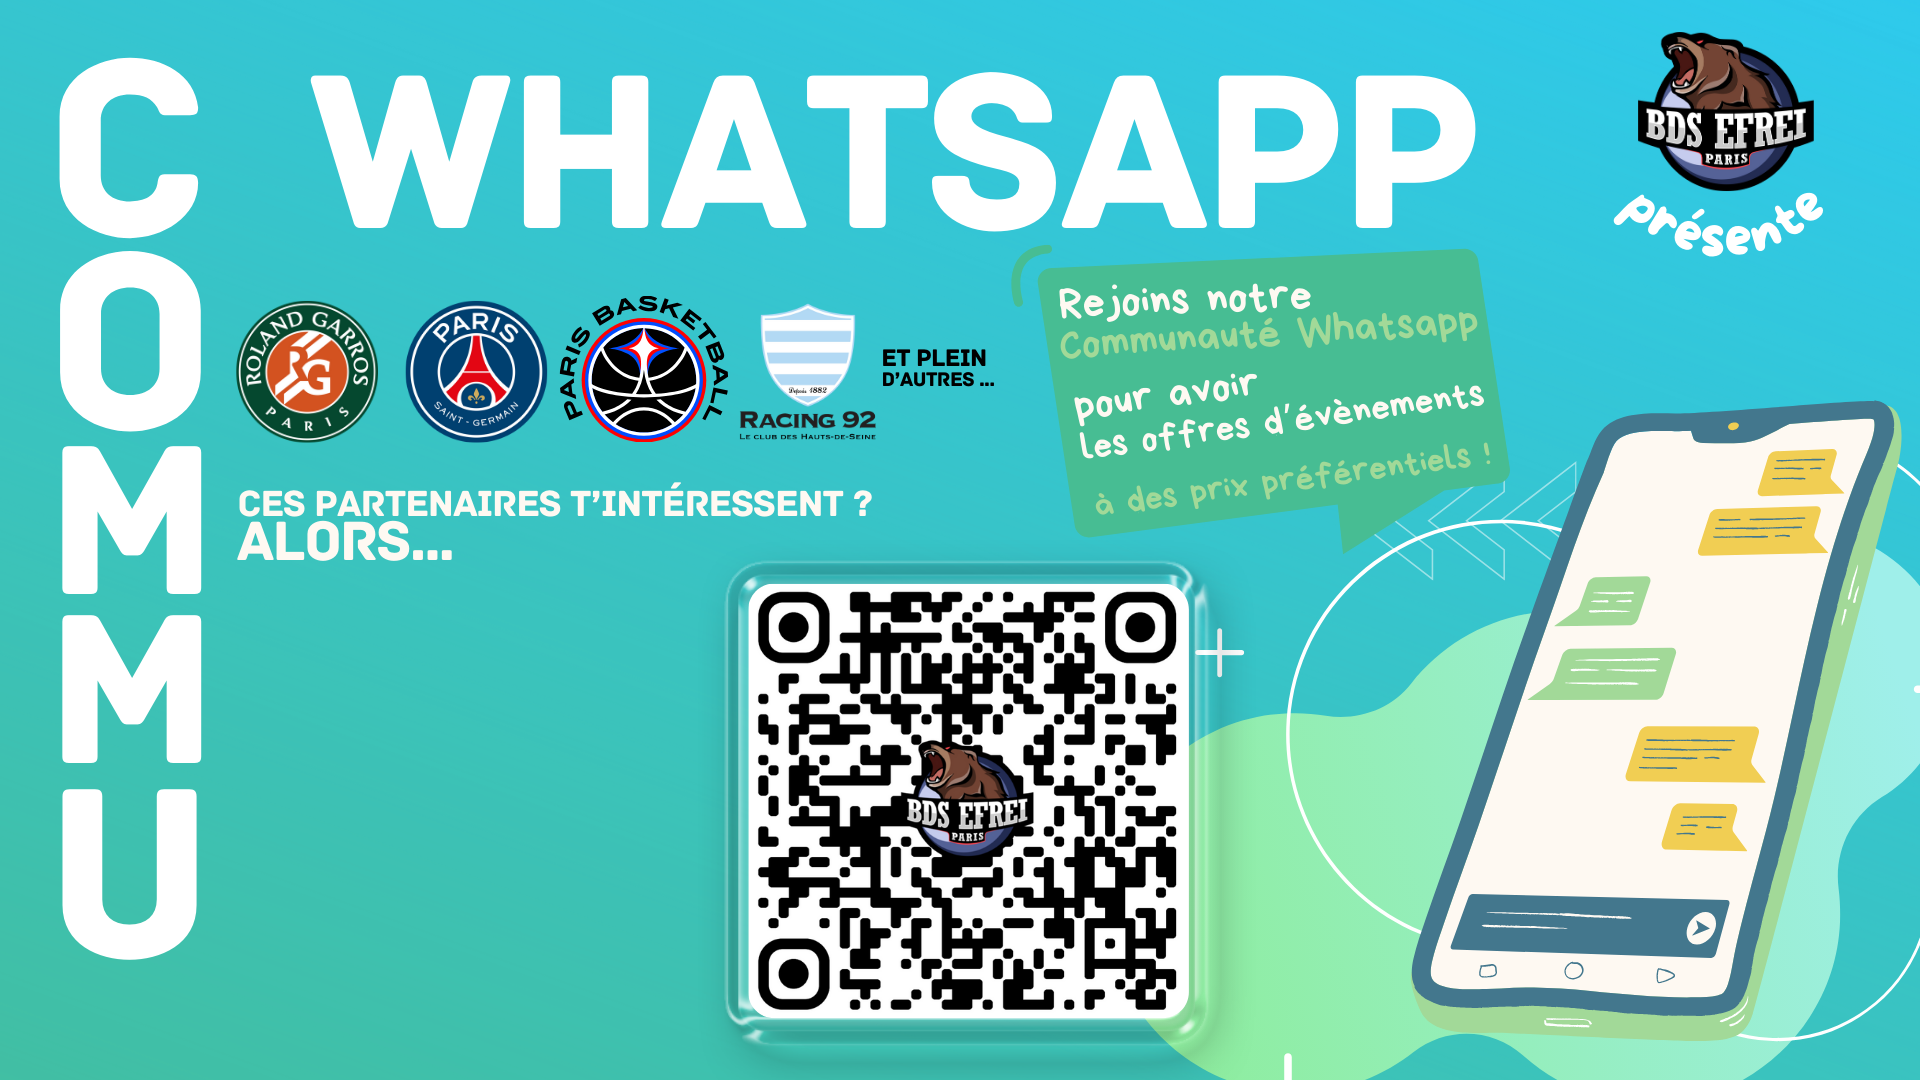 COMMU
WHATSAPP
BDS EFREI
PARIS
présente
ROLAND GARROS
PARIS
PARIS
SAINT - GERMAIN
PARIS BASKETBALL
Depuis 1882
RACING 92
LE CLUB DES HAUTS-DE-SEINE
ET PLEIN
D'AUTRES ...
Rejoins notre
Communauté Whatsapp
pour avoir
les offres d'évènements
à des prix préférentiels !
CES PARTENAIRES T'INTÉRESSENT ?
ALORS...
BDS EFREI
PARIS